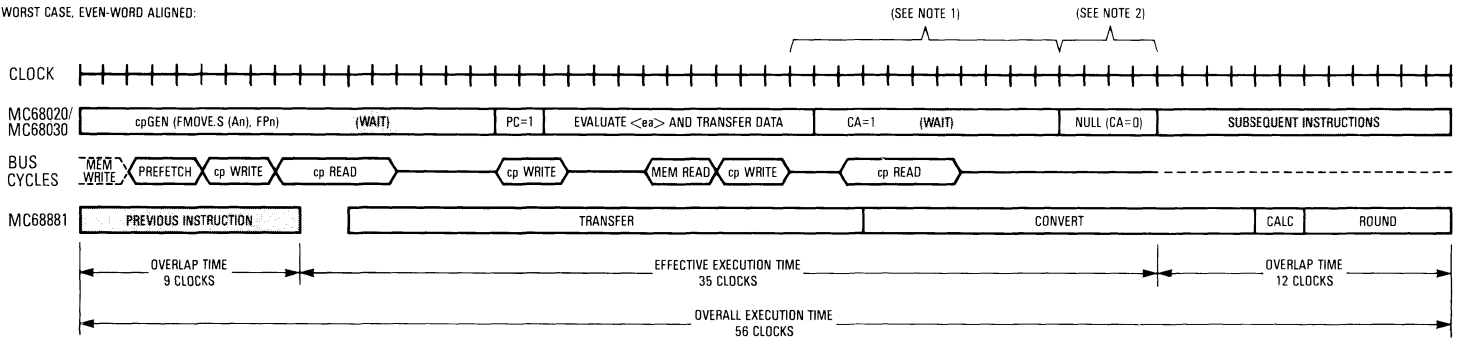 WORST CASE, EVEN-WORD ALIGNED:
(SEE NOTE 1) (SEE NOTE 2)
CLOCK
MC68020/
MC68030
cpGEN (FMOVE.S (An), FPn) (WAIT) PC=1 EVALUATE <ea> AND TRANSFER DATA CA=1 (WAIT) NULL (CA=0) SUBSEQUENT INSTRUCTIONS
BUS
CYCLES
MEM
WRITE
PREFETCH cp WRITE cp READ cp WRITE MEM READ cp WRITE cp READ
MC68881 PREVIOUS INSTRUCTION TRANSFER CONVERT CALC ROUND
OVERLAP TIME
9 CLOCKS
EFFECTIVE EXECUTION TIME
35 CLOCKS
OVERLAP TIME
12 CLOCKS
OVERALL EXECUTION TIME
56 CLOCKS